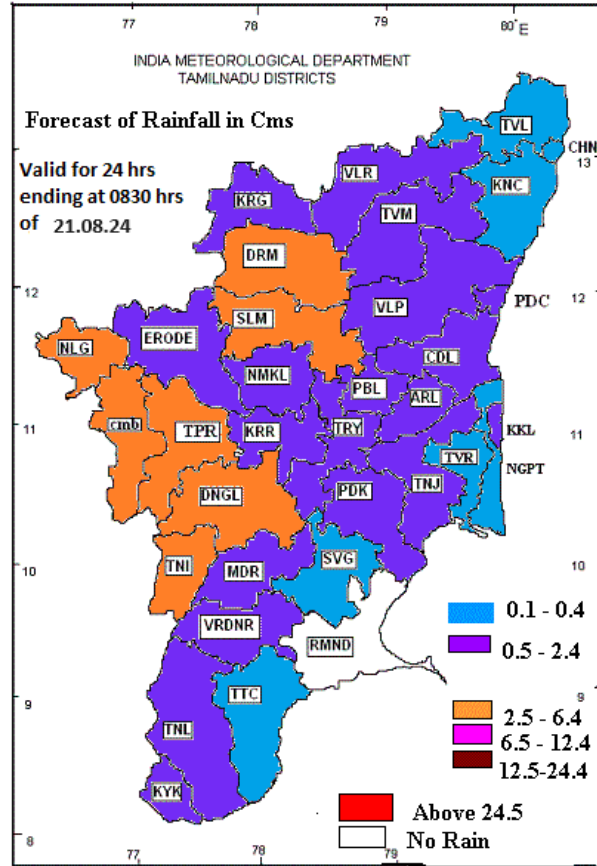 77 78 79 80° E
INDIA METEOROLOGICAL DEPARTMENT
TAMILNADU DISTRICTS
Forecast of Rainfall in Cms
TVL
CHN
13
Valid for 24 hrs
ending at 0830 hrs
of 21.08.24
VLR
KNC
KRG
TVM
DRM
12
12
PDC
VLP
SLM
ERODE
NLG
CDL
NMKL
PBL
ARL
11
cmb
TPR
KRR
TRY
KKL
11
TVR
NGPT
DNGL
PDK
TNJ
10
TNI
MDR
SVG
10
0.1 - 0.4
VRDNR
RMND
0.5 - 2.4
9
TTC
9
TNL
2.5 - 6.4
6.5 - 12.4
12.5-24.4
KYK
Above 24.5
8
No Rain
77 78 79 80